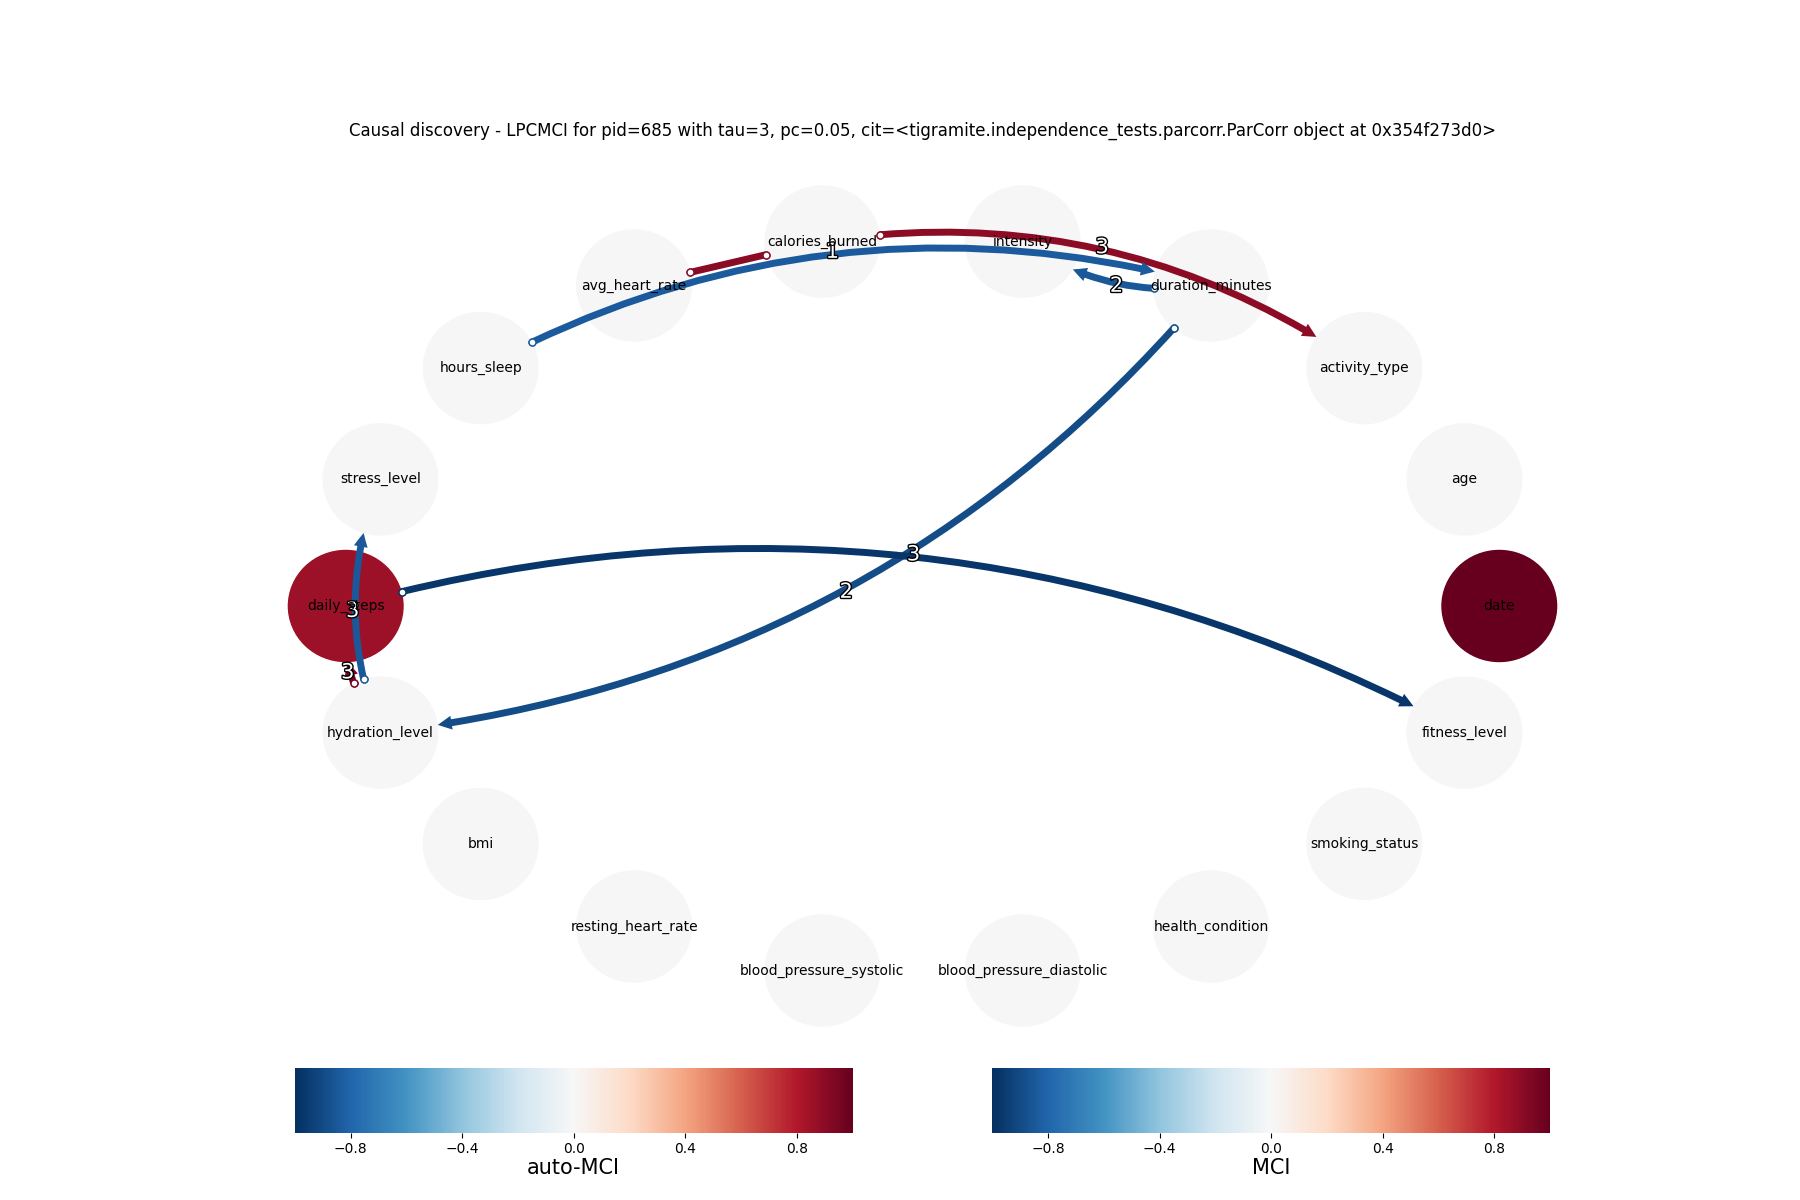 Causal discovery - LPCMCI for pid=685 with tau=3, pc=0.05, cit=<tigramite.independence_tests.parcorr.ParCorr object at 0x354f273d0>
calories_burned
intensity
3
1
avg_heart_rate
2
duration_minutes
hours_sleep
activity_type
stress_level
age
3
2
daily_steps
3
date
3
hydration_level
fitness_level
bmi
smoking_status
resting_heart_rate
health_condition
blood_pressure_systolic
blood_pressure_diastolic
−0.8 −0.4 0.0 0.4 0.8
auto-MCI
−0.8 −0.4 0.0 0.4 0.8
MCI